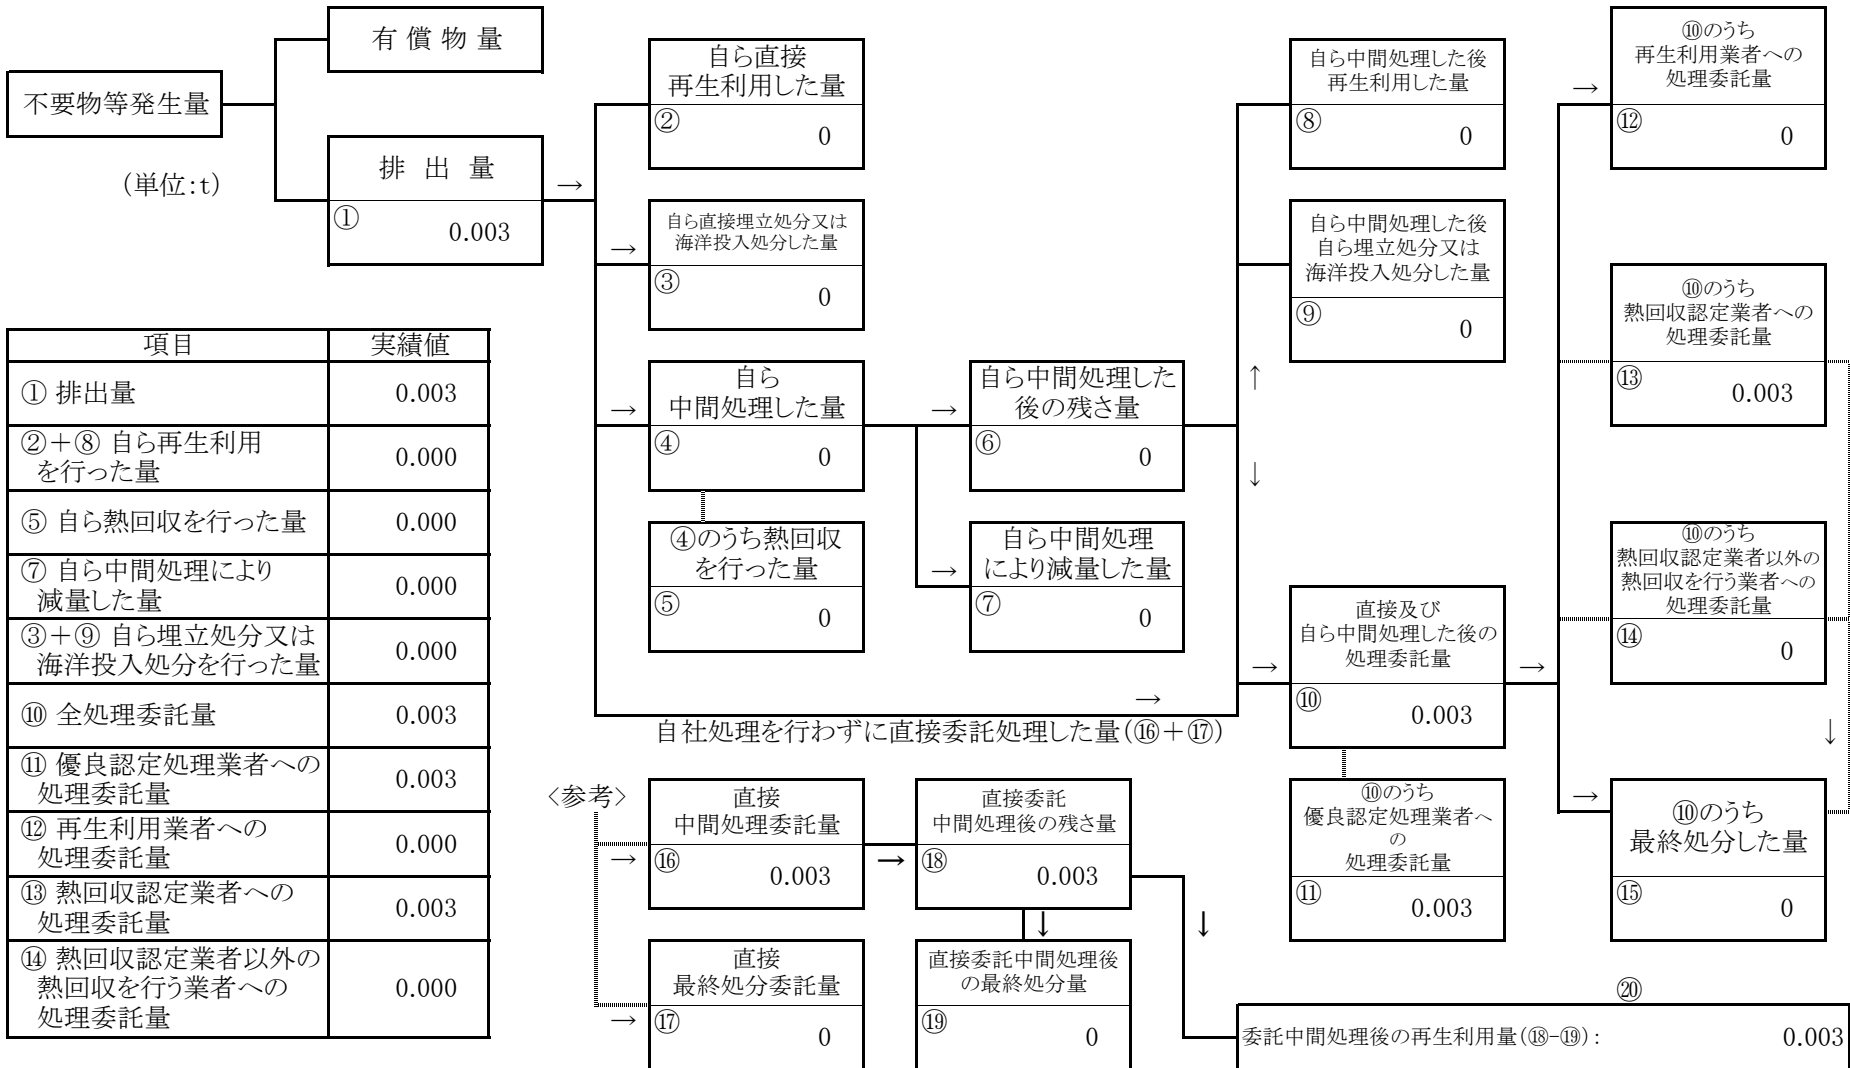 有 償 物 量
不要物等発生量
(単位:t)
排 出 量
①
0.003
→
自ら直接
再生利用した量
②
0
→
自ら直接埋立処分又は
海洋投入処分した量
③
0
→
自ら
中間処理した量
④
0
④のうち熱回収
を行った量
⑤
0
→
自ら中間処理した
後の残さ量
⑥
0
→
自ら中間処理
により減量した量
⑦
0
自ら中間処理した後
再生利用した量
⑧
0
自ら中間処理した後
自ら埋立処分又は
海洋投入処分した量
⑨
0
↑
↓
→
自社処理を行わずに直接委託処理した量(⑯+⑰)
→
直接及び
自ら中間処理した後の
処理委託量
⑩
0.003
→
⑩のうち
優良認定処理業者へ
の
処理委託量
⑪
0.003
→
⑩のうち
再生利用業者への
処理委託量
⑫
0
⑩のうち
熱回収認定業者への
処理委託量
⑬
0.003
⑩のうち
熱回収認定業者以外の
熱回収を行う業者への
処理委託量
⑭
0
↓
→
⑩のうち
最終処分した量
⑮
0
項目 実績値
① 排出量 0.003
②+⑧ 自ら再生利用
を行った量 0.000
⑤ 自ら熱回収を行った量 0.000
⑦ 自ら中間処理により
減量した量 0.000
③+⑨ 自ら埋立処分又は
海洋投入処分を行った量 0.000
⑩ 全処理委託量 0.003
⑪ 優良認定処理業者への
処理委託量 0.003
⑫ 再生利用業者への
処理委託量 0.000
⑬ 熱回収認定業者への
処理委託量 0.003
⑭ 熱回収認定業者以外の
熱回収を行う業者への
処理委託量 0.000
<参考>
→
直接
中間処理委託量
⑯
0.003
→
直接委託
中間処理後の残さ量
⑱
0.003
↓
↓
→
直接
最終処分委託量
⑰
0
直接委託中間処理後
の最終処分量
⑲
0
⑳
委託中間処理後の再生利用量(⑱-⑲): 0.003